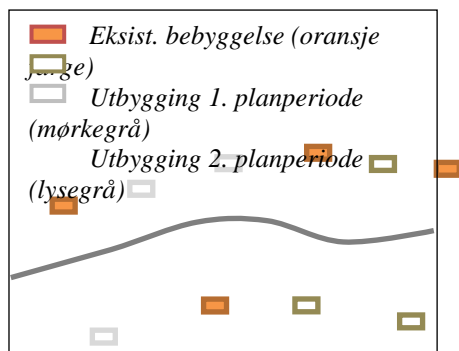 Eksist. bebyggelse (oransje
farge)
Utbygging 1. planperiode
(mørkegrå)
Utbygging 2. planperiode
(lysegrå)